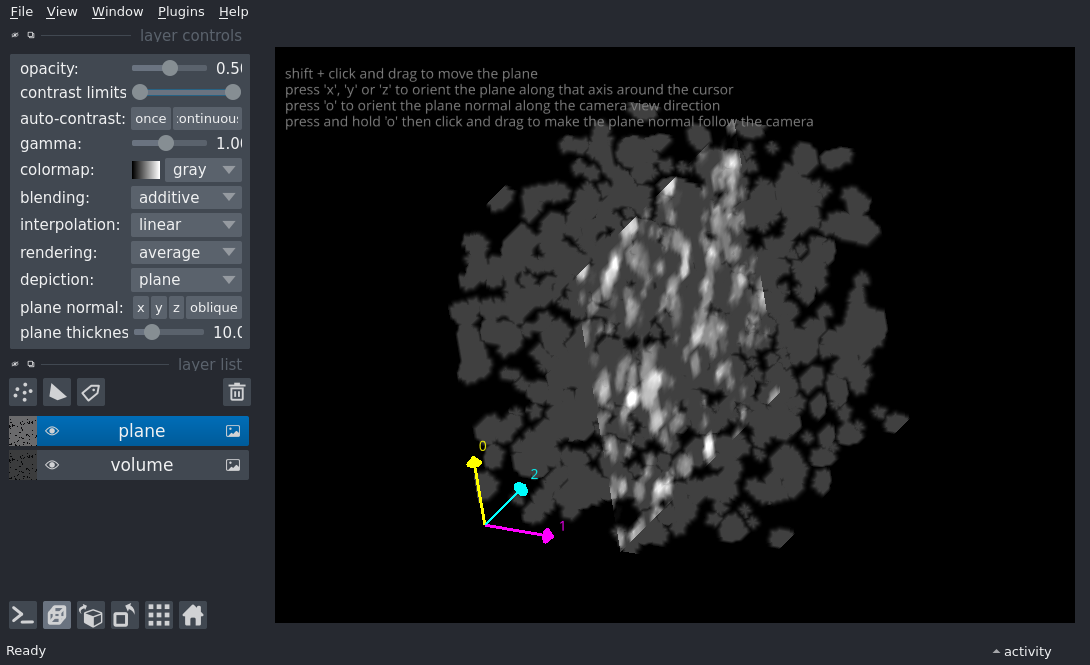 File View Window Plugins Help
layer controls
opacity: 0.50
contrast limits
auto-contrast: once continuous
gamma: 1.00
colormap: gray
blending: additive
interpolation: linear
rendering: average
depiction: plane
plane normal: x y z oblique
plane thicknes 10.0
layer list
plane
volume
shift + click and drag to move the plane
press 'x', 'y' or 'z' to orient the plane along that axis around the cursor
press 'o' to orient the plane normal along the camera view direction
press and hold 'o' then click and drag to make the plane normal follow the camera
0
2
1
Ready
activity